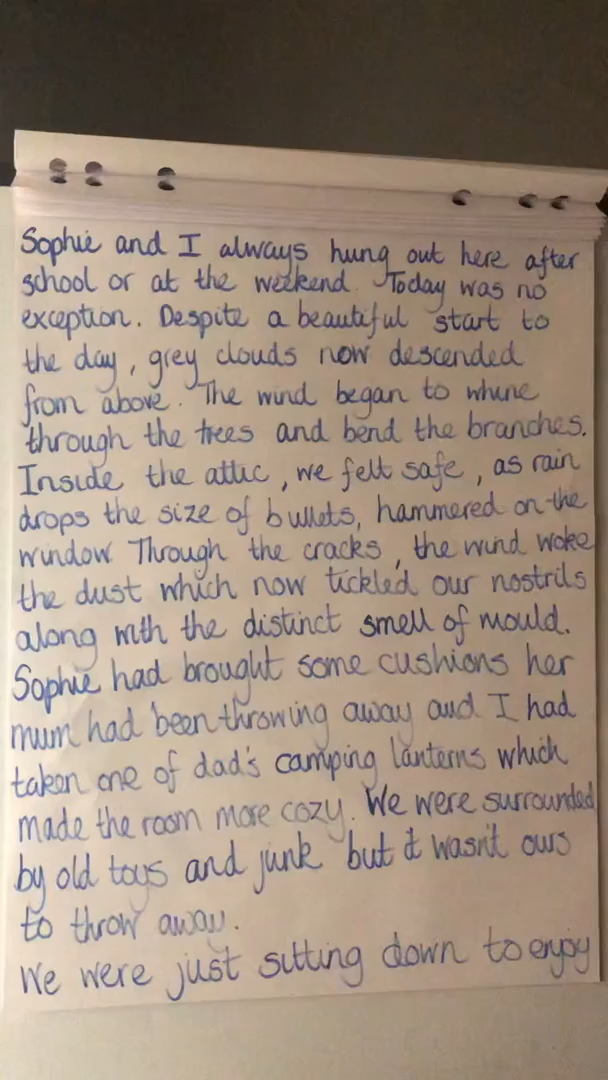 Sophie and I always hung out here after
school or at the weekend. Today was no
exception. Despite a beautiful start to
the day, grey clouds now descended
from above. The wind began to whine
through the trees and bend the branches.
Inside the attic, we felt safe, as rain
drops the size of bullets, hammered on the
window Through the cracks, the wind woke
the dust which now tickled our nostrils
along with the distinct smell of mould.
Sophie had brought some cushions her
mum had been throwing away and I had
taken one of dad's camping lanterns which
made the room more cozy. We were surrounded
by old toys and junk but it wasn't ours
to throw away.
We were just sitting down to enjoy